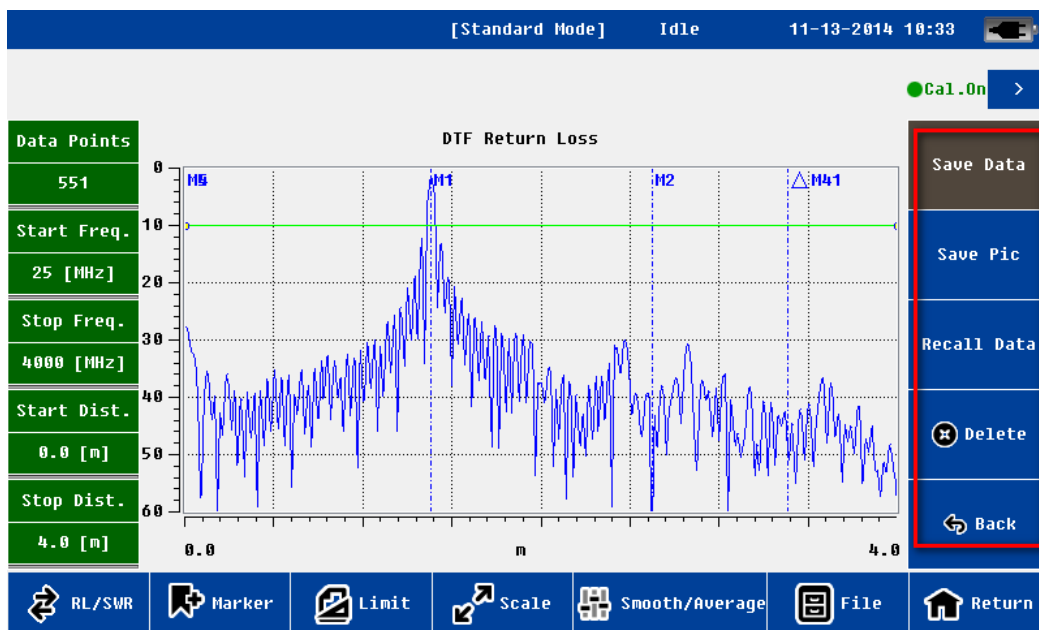 [Standard Mode] Idle 11-13-2014 10:33
Cal.On >
Data Points
551
Start Freq.
25 [MHz]
Stop Freq.
4000 [MHz]
Start Dist.
0.0 [m]
Stop Dist.
4.0 [m]
DTF Return Loss
M1 M2 △M41
0
10
20
30
40
50
60
0.0 m 4.0
Save Data
Save Pic
Recall Data
Delete
Back
RL/SWR Marker Limit Scale Smooth/Average File Return